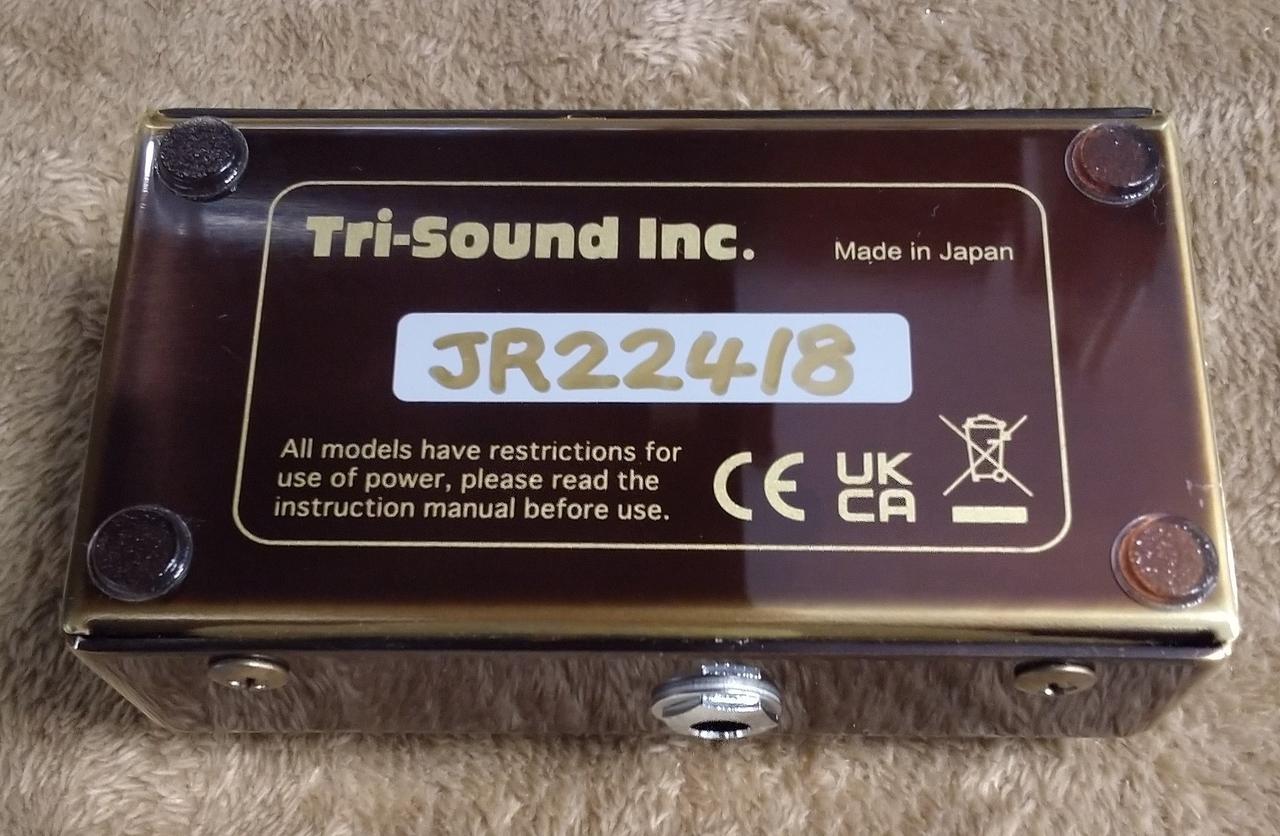 Tri-Sound Inc.
Made in Japan
JR22418
All models have restrictions for
use of power, please read the
instruction manual before use.
CE
UK
CA